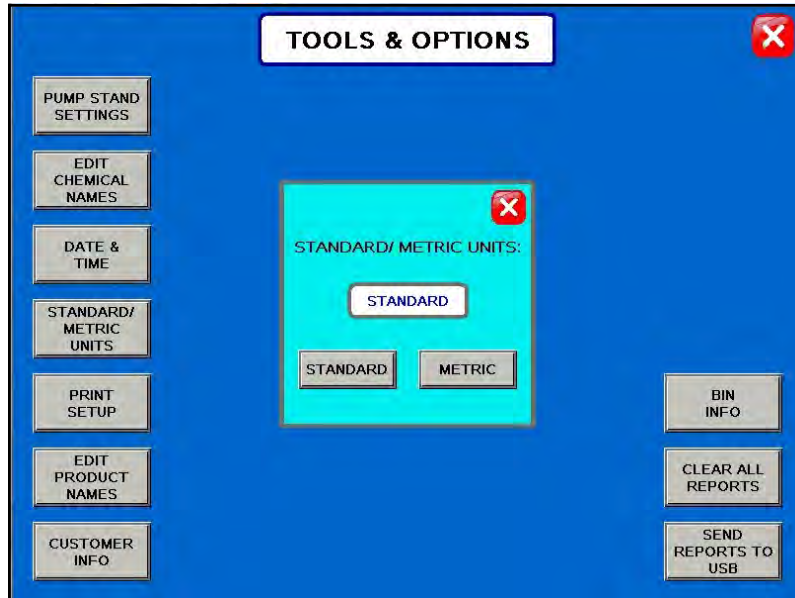 TOOLS & OPTIONS
PUMP STAND
SETTINGS
EDIT
CHEMICAL
NAMES
DATE &
TIME
STANDARD/
METRIC
UNITS
PRINT
SETUP
EDIT
PRODUCT
NAMES
CUSTOMER
INFO
STANDARD/ METRIC UNITS:
STANDARD
STANDARD
METRIC
BIN
INFO
CLEAR ALL
REPORTS
SEND
REPORTS TO
USB